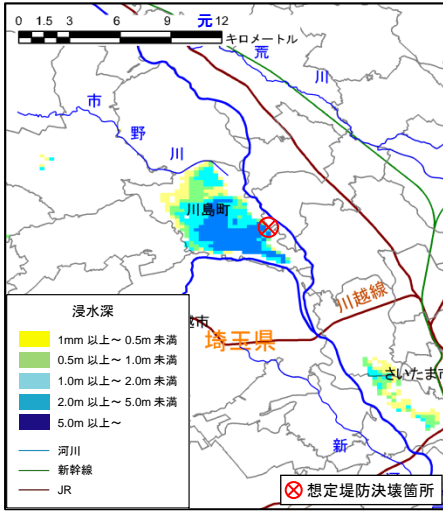 元
0 1.5 3 6 9 12
キロメートル
荒
川
市
野
川
川島町
川越線
越市
埼玉県
さいたま市
新
浸水深
1mm 以上～ 0.5m 未満
0.5m 以上～ 1.0m 未満
1.0m 以上～ 2.0m 未満
2.0m 以上～ 5.0m 未満
5.0m 以上～
河川
新幹線
JR
想定堤防決壊箇所